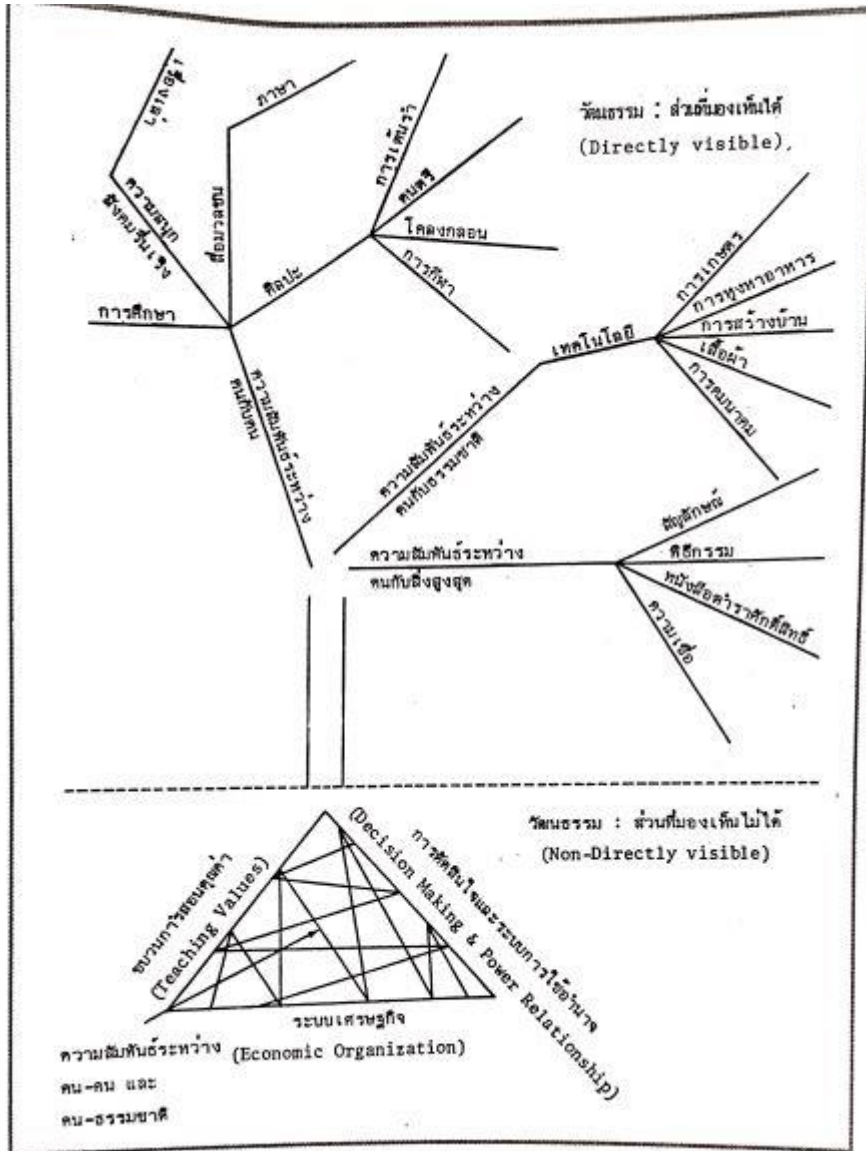 วัฒนธรรม : ส่วนที่มองเห็นได้
(Directly visible),
ภาษา
ความสนุก
สังคมรื่นเริง
สื่อมวลชน
การศึกษา
ศิลปะ
การเต้นรำ
ดนตรี
โคลงกลอน
การกีฬา
ความสัมพันธ์ระหว่าง
คนกับคน
ความสัมพันธ์ระหว่าง
คนกับธรรมชาติ
เทคโนโลยี
การเกษตร
การหุงหาอาหาร
การสร้างบ้าน
เสื้อผ้า
การคมนาคม
ความสัมพันธ์ระหว่าง
คนกับสิ่งสูงสุด
สัญลักษณ์
พิธีกรรม
หนังสือตำราศักดิ์สิทธิ์
ความเชื่อ
วัฒนธรรม : ส่วนที่มองเห็นไม่ได้
(Non-Directly visible)
ขบวนการสอนคุณค่า
(Teaching Values)
การตัดสินใจและระบบการใช้อำนาจ
(Decision Making & Power Relationship)
ระบบเศรษฐกิจ
(Economic Organization)
ความสัมพันธ์ระหว่าง
คน-คน และ
คน-ธรรมชาติ